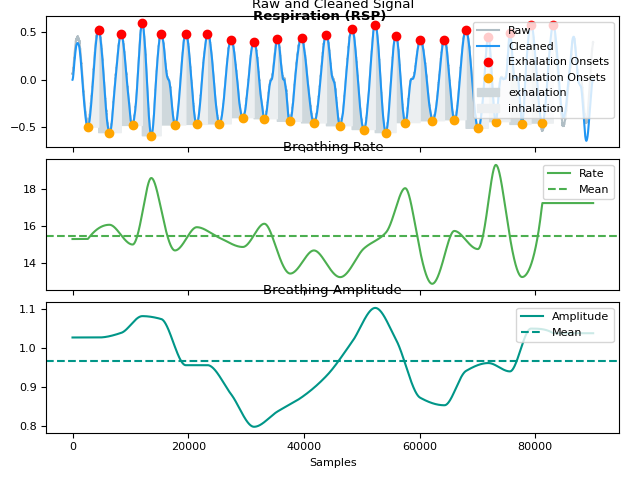 Raw and Cleaned Signal
Respiration (RSP)
0.5
0.0
−0.5
Raw
Cleaned
Exhalation Onsets
Inhalation Onsets
exhalation
inhalation
Breathing Rate
18
16
14
Rate
Mean
Breathing Amplitude
1.1
1.0
0.9
0.8
Amplitude
Mean
0
20000
40000
60000
80000
Samples